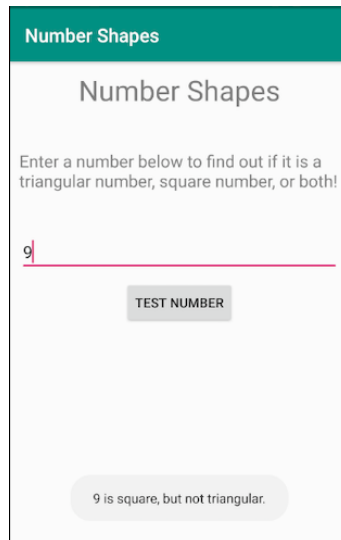 Number Shapes
Number Shapes
Enter a number below to find out if it is a
triangular number, square number, or both!
9
TEST NUMBER
9 is square, but not triangular.